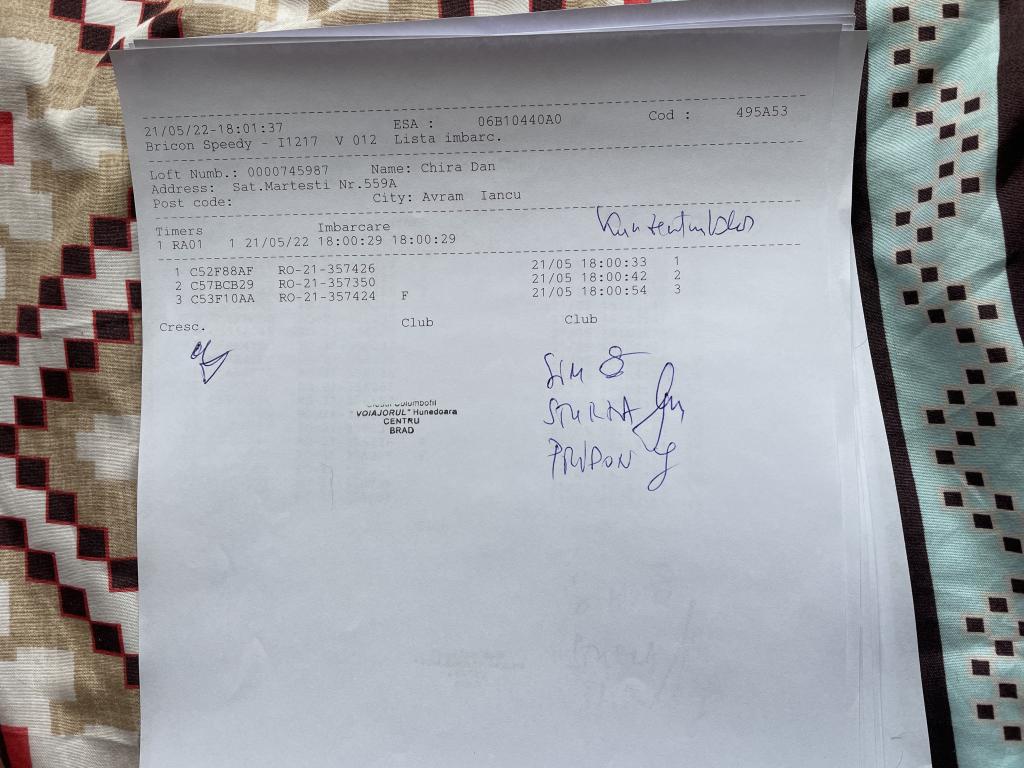 21/05/22-18:01:37 ESA : 06B10440A0 Cod : 495A53
Bricon Speedy - I1217 V 012 Lista imbarc.
Loft Numb.: 0000745987 Name: Chira Dan
Address: Sat.Martesti Nr.559A
Post code: City: Avram Iancu
Timers Imbarcare
1 RA01 1 21/05/22 18:00:29 18:00:29
1 C52F88AF RO-21-357426 21/05 18:00:33 1
2 C57BCB29 RO-21-357350 21/05 18:00:42 2
3 C53F10AA RO-21-357424 F 21/05 18:00:54 3
Cresc. Club Club
SIM
"VOIAJORUL" Hunedoara
CENTRU
BRAD